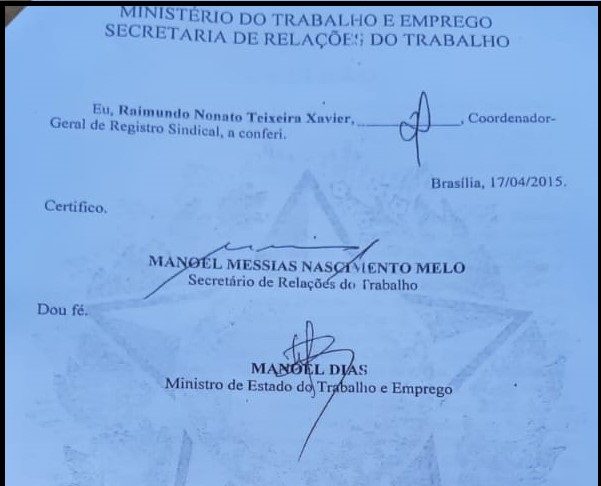 MINISTÉRIO DO TRABALHO E EMPREGO
SECRETARIA DE RELAÇÕES DO TRABALHO
Eu, Raimundo Nonato Teixeira Xavier, ____________, Coordenador-
Geral de Registro Sindical, a conferi.
Brasília, 17/04/2015.
Certifico.
MANOEL MESSIAS NASCIMENTO MELO
Secretário de Relações do Trabalho
Dou fé.
MANOEL DIAS
Ministro de Estado do Trabalho e Emprego